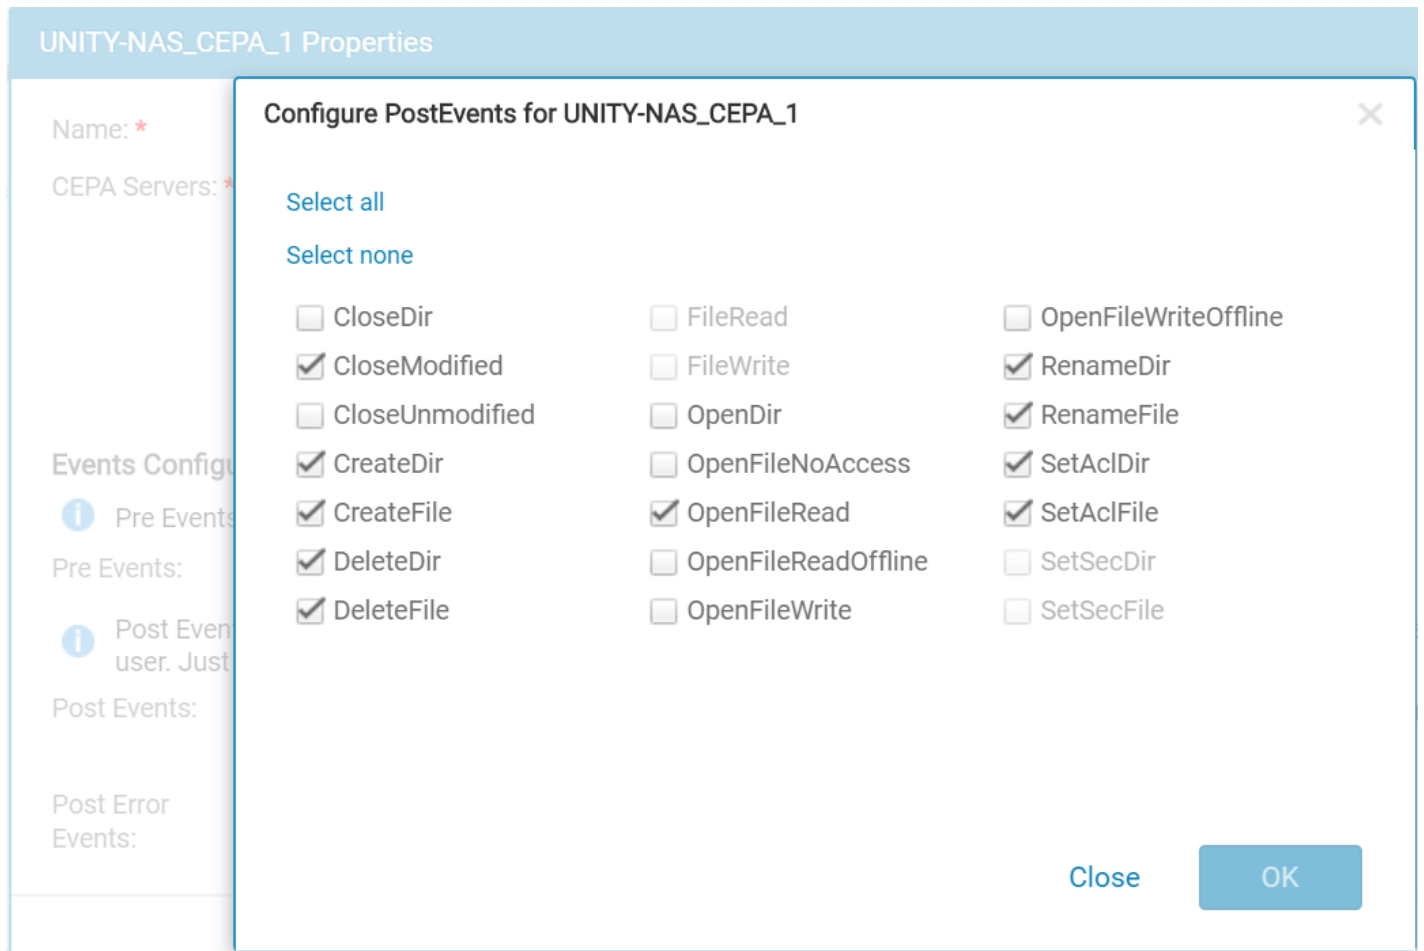 UNITY-NAS_CEPA_1 Properties
Name: *
CEPA Servers: *
Events Configu
Pre Events
Pre Events:
Post Even
user. Just
Post Events:
Post Error
Events:
Configure PostEvents for UNITY-NAS_CEPA_1
Select all
Select none
CloseDir
CloseModified
CloseUnmodified
CreateDir
CreateFile
DeleteDir
DeleteFile
FileRead
FileWrite
OpenDir
OpenFileNoAccess
OpenFileRead
OpenFileReadOffline
OpenFileWrite
OpenFileWriteOffline
RenameDir
RenameFile
SetAclDir
SetAclFile
SetSecDir
SetSecFile
Close
OK